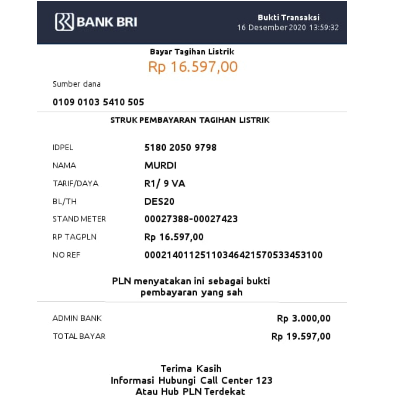 BANK BRI
Bukti Transaksi
16 Desember 2020 13:59:32
Bayar Tagihan Listrik
Rp 16.597,00
Sumber dana
0109 0103 5410 505
STRUK PEMBAYARAN TAGIHAN LISTRIK
IDPEL 5180 2050 9798
NAMA MURDI
TARIF/DAYA R1/ 9 VA
BL/TH DES20
STAND METER 00027388-00027423
RP TAGPLN Rp 16.597,00
NO REF 00021401125110346421570533453100
PLN menyatakan ini sebagai bukti
pembayaran yang sah
ADMIN BANK Rp 3.000,00
TOTAL BAYAR Rp 19.597,00
Terima Kasih
Informasi Hubungi Call Center 123
Atau Hub PLN Terdekat